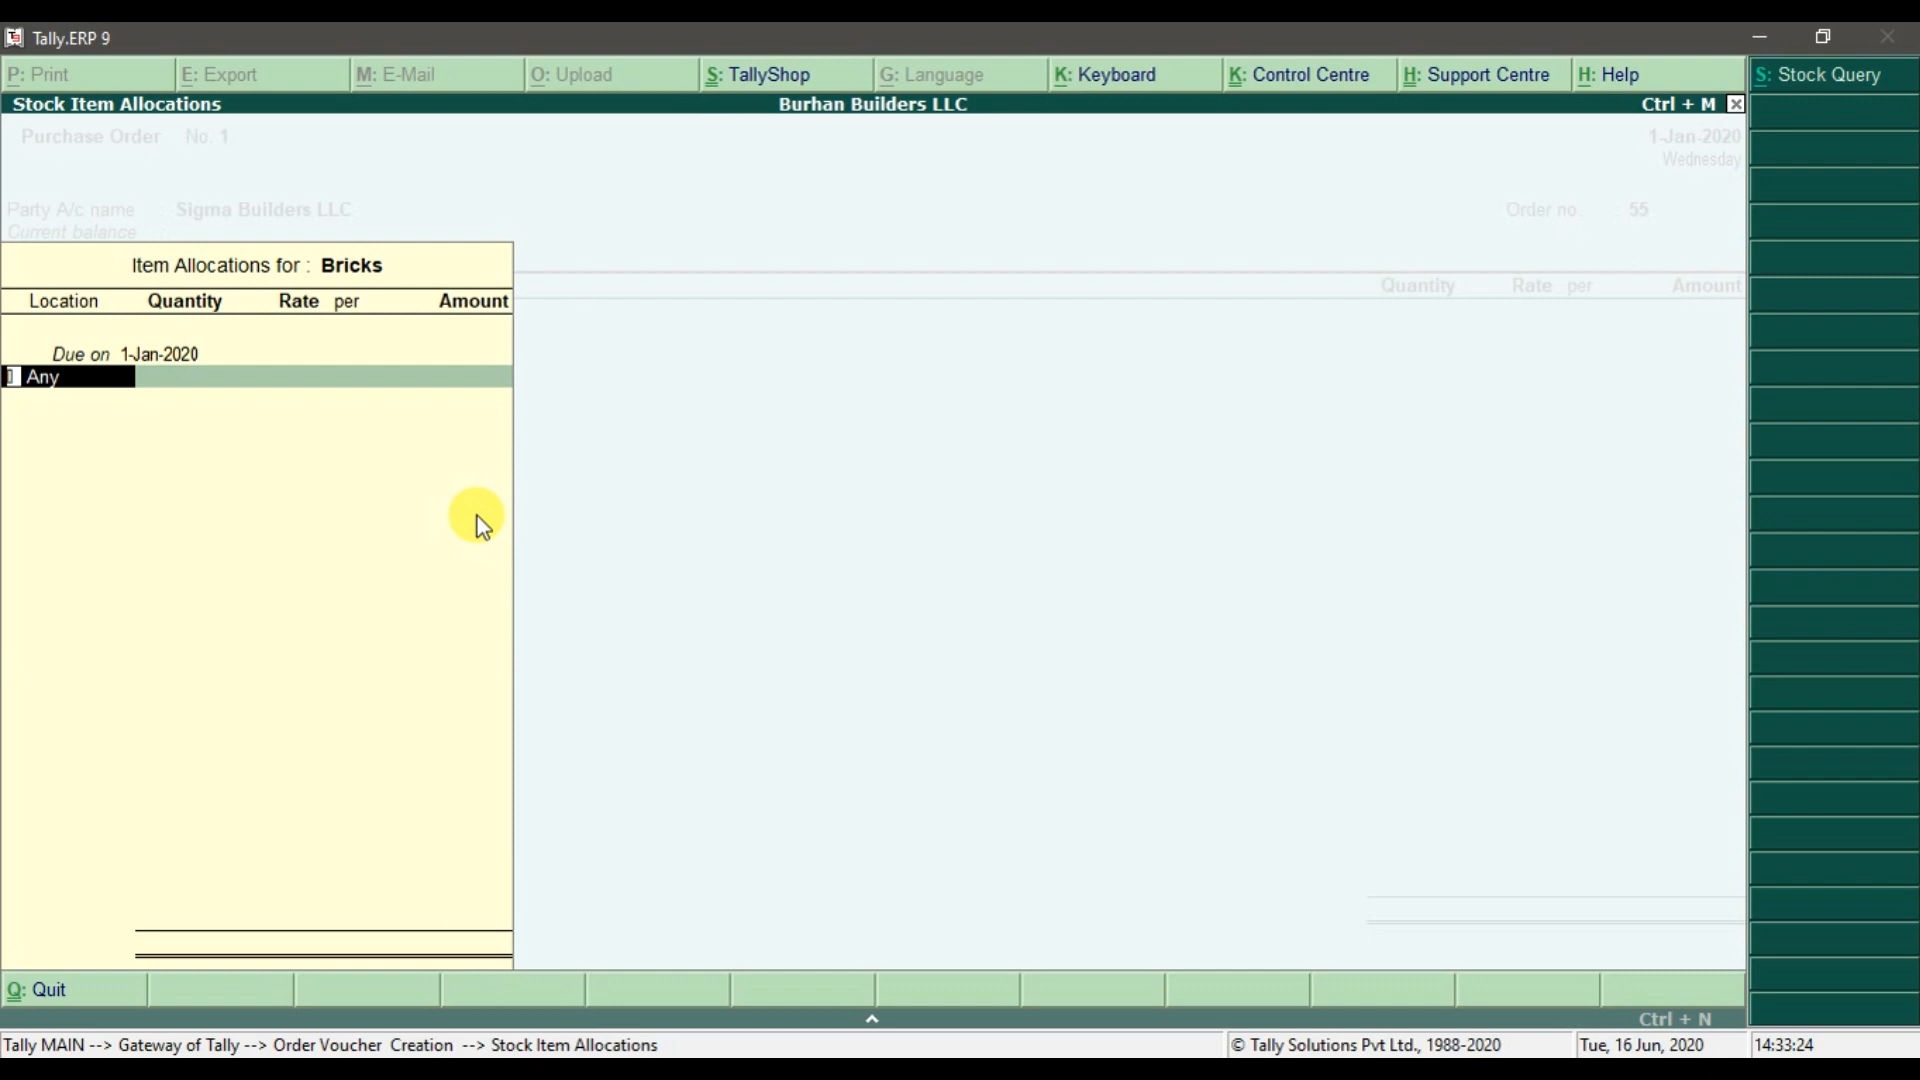 Tally.ERP 9
P: Print E: Export M: E-Mail O: Upload S: TallyShop G: Language K: Keyboard K: Control Centre H: Support Centre H: Help S: Stock Query
Stock Item Allocations Burhan Builders LLC Ctrl + M
Purchase Order No. 1 1-Jan-2020
Wednesday
Party A/c name : Sigma Builders LLC Order no. : 55
Current balance :
Item Allocations for : Bricks
Quantity Rate per Amount
Location Quantity Rate per Amount
Due on 1-Jan-2020
Any
Q: Quit
Ctrl + N
Tally MAIN --> Gateway of Tally --> Order Voucher Creation --> Stock Item Allocations © Tally Solutions Pvt Ltd., 1988-2020 Tue, 16 Jun, 2020 14:33:24